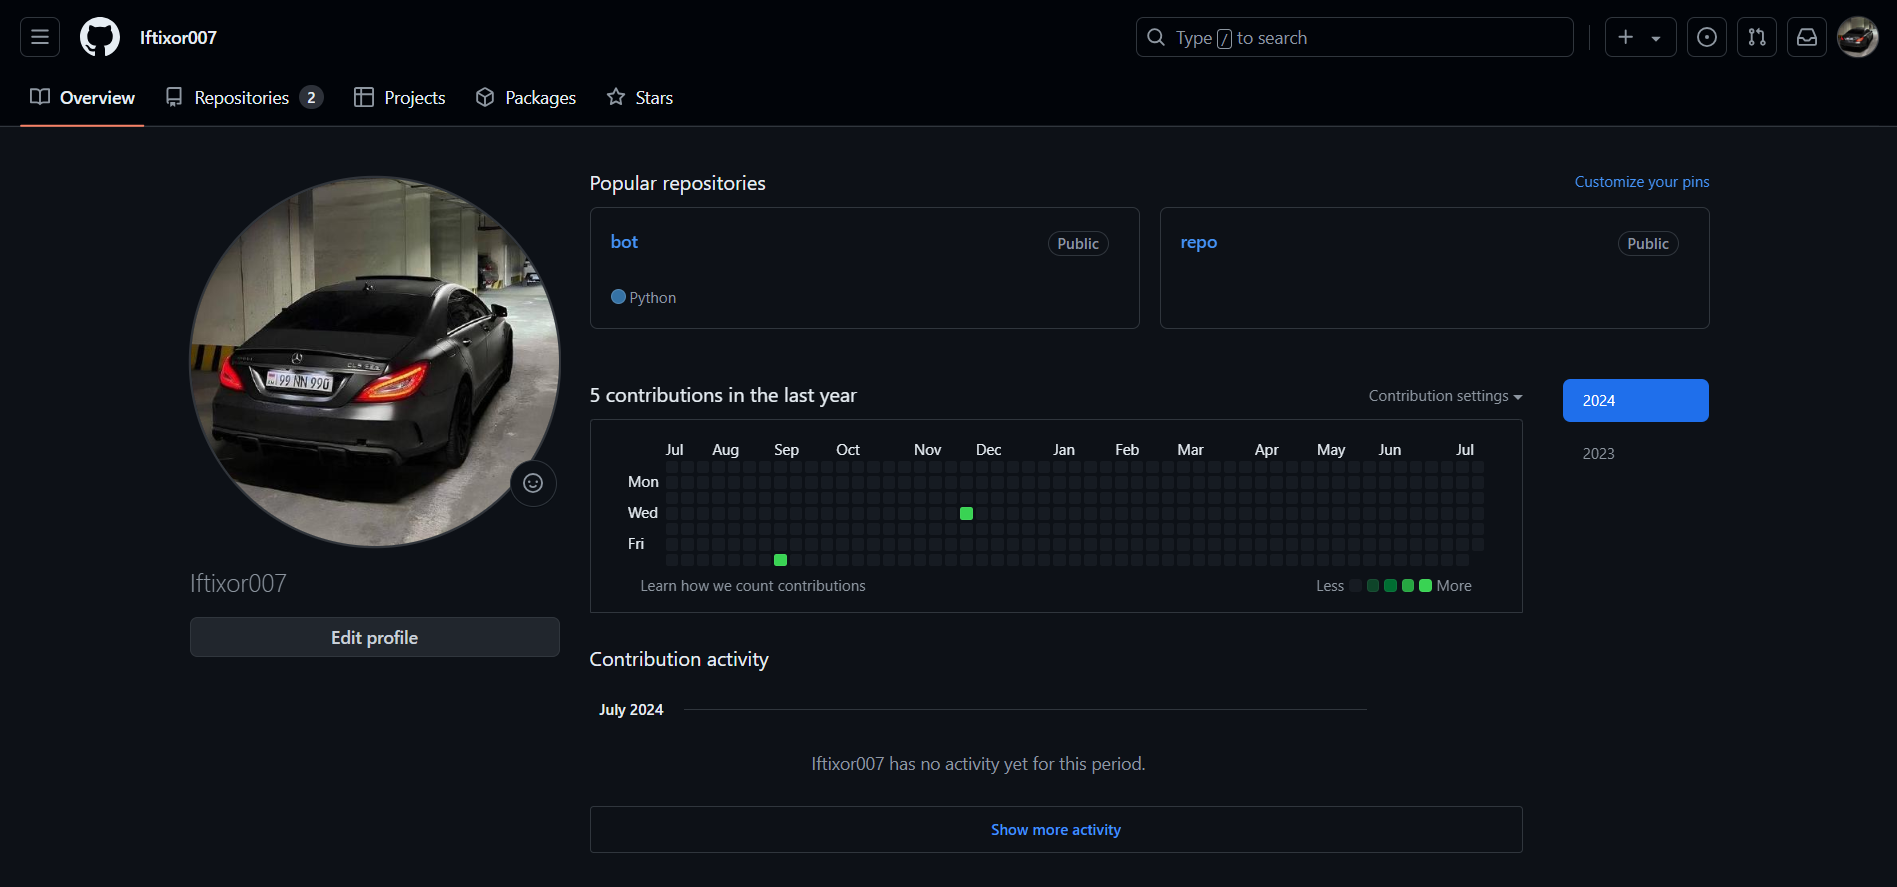 Iftixor007
Type / to search
Overview
Repositories 2
Projects
Packages
Stars
Popular repositories
Customize your pins
bot
Public
Python
repo
Public
5 contributions in the last year
Contribution settings
2024
2023
Jul Aug Sep Oct Nov Dec Jan Feb Mar Apr May Jun Jul
Mon
Wed
Fri
Learn how we count contributions
Less More
99 NN 990
Iftixor007
Edit profile
Contribution activity
July 2024
Iftixor007 has no activity yet for this period.
Show more activity